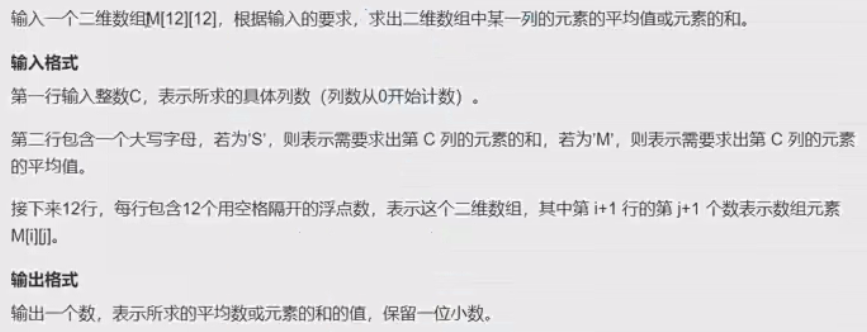 输入一个二维数组M[12][12]，根据输入的要求，求出二维数组中某一列的元素的平均值或元素的和。
输入格式
第一行输入整数C，表示所求的具体列数（列数从0开始计数）。
第二行包含一个大写字母，若为'S'，则表示需要求出第 C 列的元素的和，若为'M'，则表示需要求出第 C 列的元素
的平均值。
接下来12行，每行包含12个用空格隔开的浮点数，表示这个二维数组，其中第 i+1 行的第 j+1 个数表示数组元素
M[i][j]。
输出格式
输出一个数，表示所求的平均数或元素的和的值，保留一位小数。